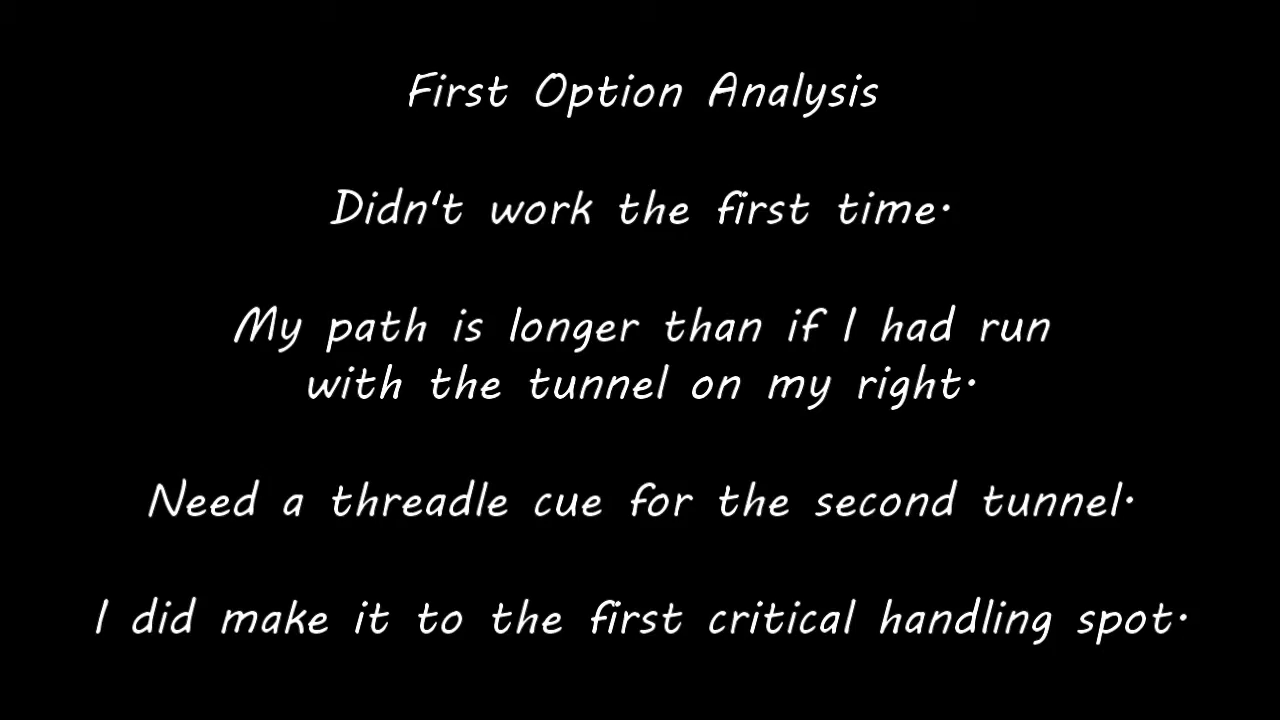 First Option Analysis
Didn't work the first time.
My path is longer than if I had run
with the tunnel on my right.
Need a threadle cue for the second tunnel.
I did make it to the first critical handling spot.